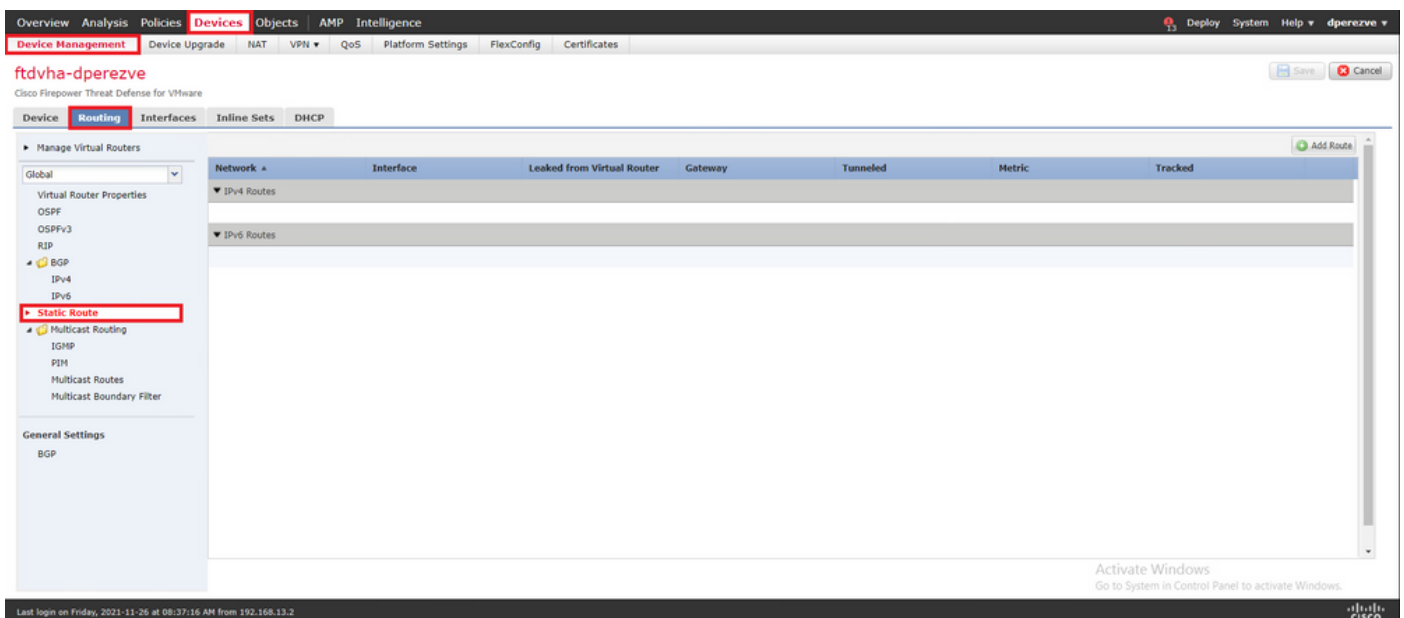 Overview Analysis Policies Devices Objects AMP Intelligence 13 Deploy System Help dperezve
Device Management Device Upgrade NAT VPN QoS Platform Settings FlexConfig Certificates
ftdvha-dperezve
Save Cancel
Cisco Firepower Threat Defense for VMware
Device Routing Interfaces Inline Sets DHCP
Manage Virtual Routers
Add Route
Global
Network Interface Leaked from Virtual Router Gateway Tunneled Metric Tracked
IPv4 Routes
IPv6 Routes
Virtual Router Properties
OSPF
OSPFv3
RIP
BGP
IPv4
IPv6
Static Route
Multicast Routing
IGMP
PIM
Multicast Routes
Multicast Boundary Filter
General Settings
BGP
Activate Windows
Go to System in Control Panel to activate Windows.
Last login on Friday, 2021-11-26 at 08:37:16 AM from 192.168.13.2
CISCO